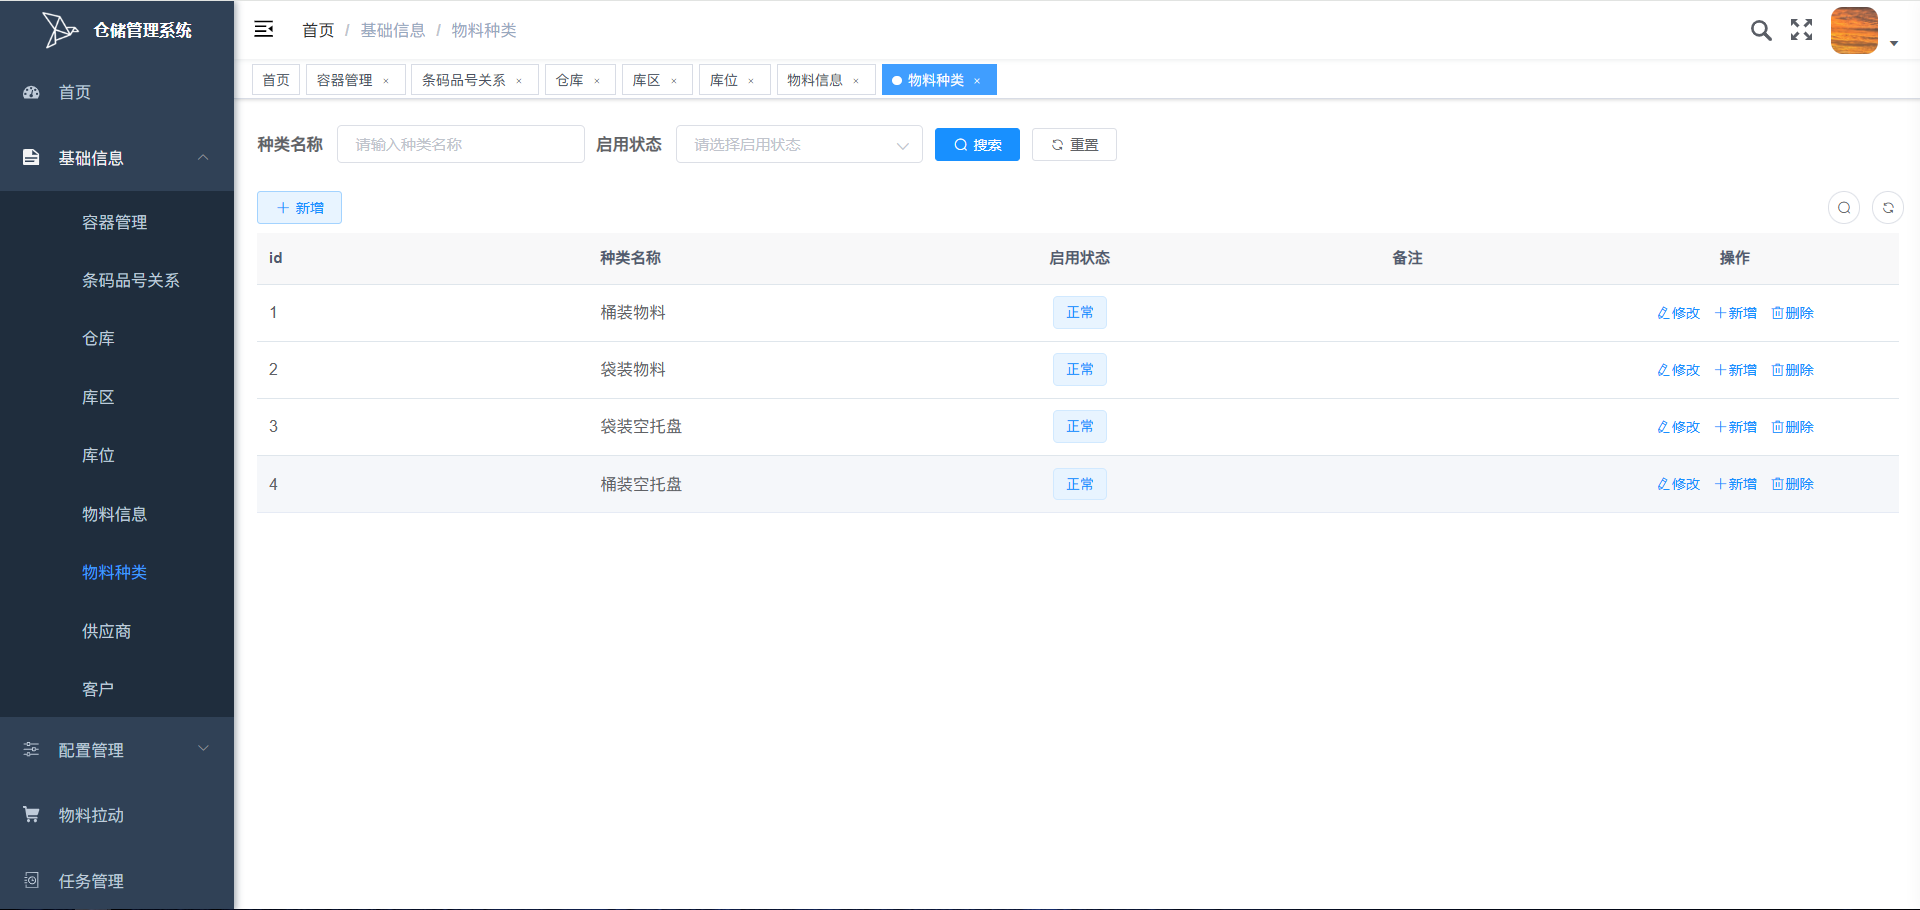 仓储管理系统
首页
基础信息
容器管理
条码品号关系
仓库
库区
库位
物料信息
物料种类
供应商
客户
配置管理
物料拉动
任务管理
首页 / 基础信息 / 物料种类
首页 容器管理 × 条码品号关系 × 仓库 × 库区 × 库位 × 物料信息 × 物料种类 ×
种类名称 请输入种类名称 启用状态 请选择启用状态 搜索 重置
新增
id 种类名称 启用状态 备注 操作
1 桶装物料 正常 修改 新增 删除
2 袋装物料 正常 修改 新增 删除
3 袋装空托盘 正常 修改 新增 删除
4 桶装空托盘 正常 修改 新增 删除